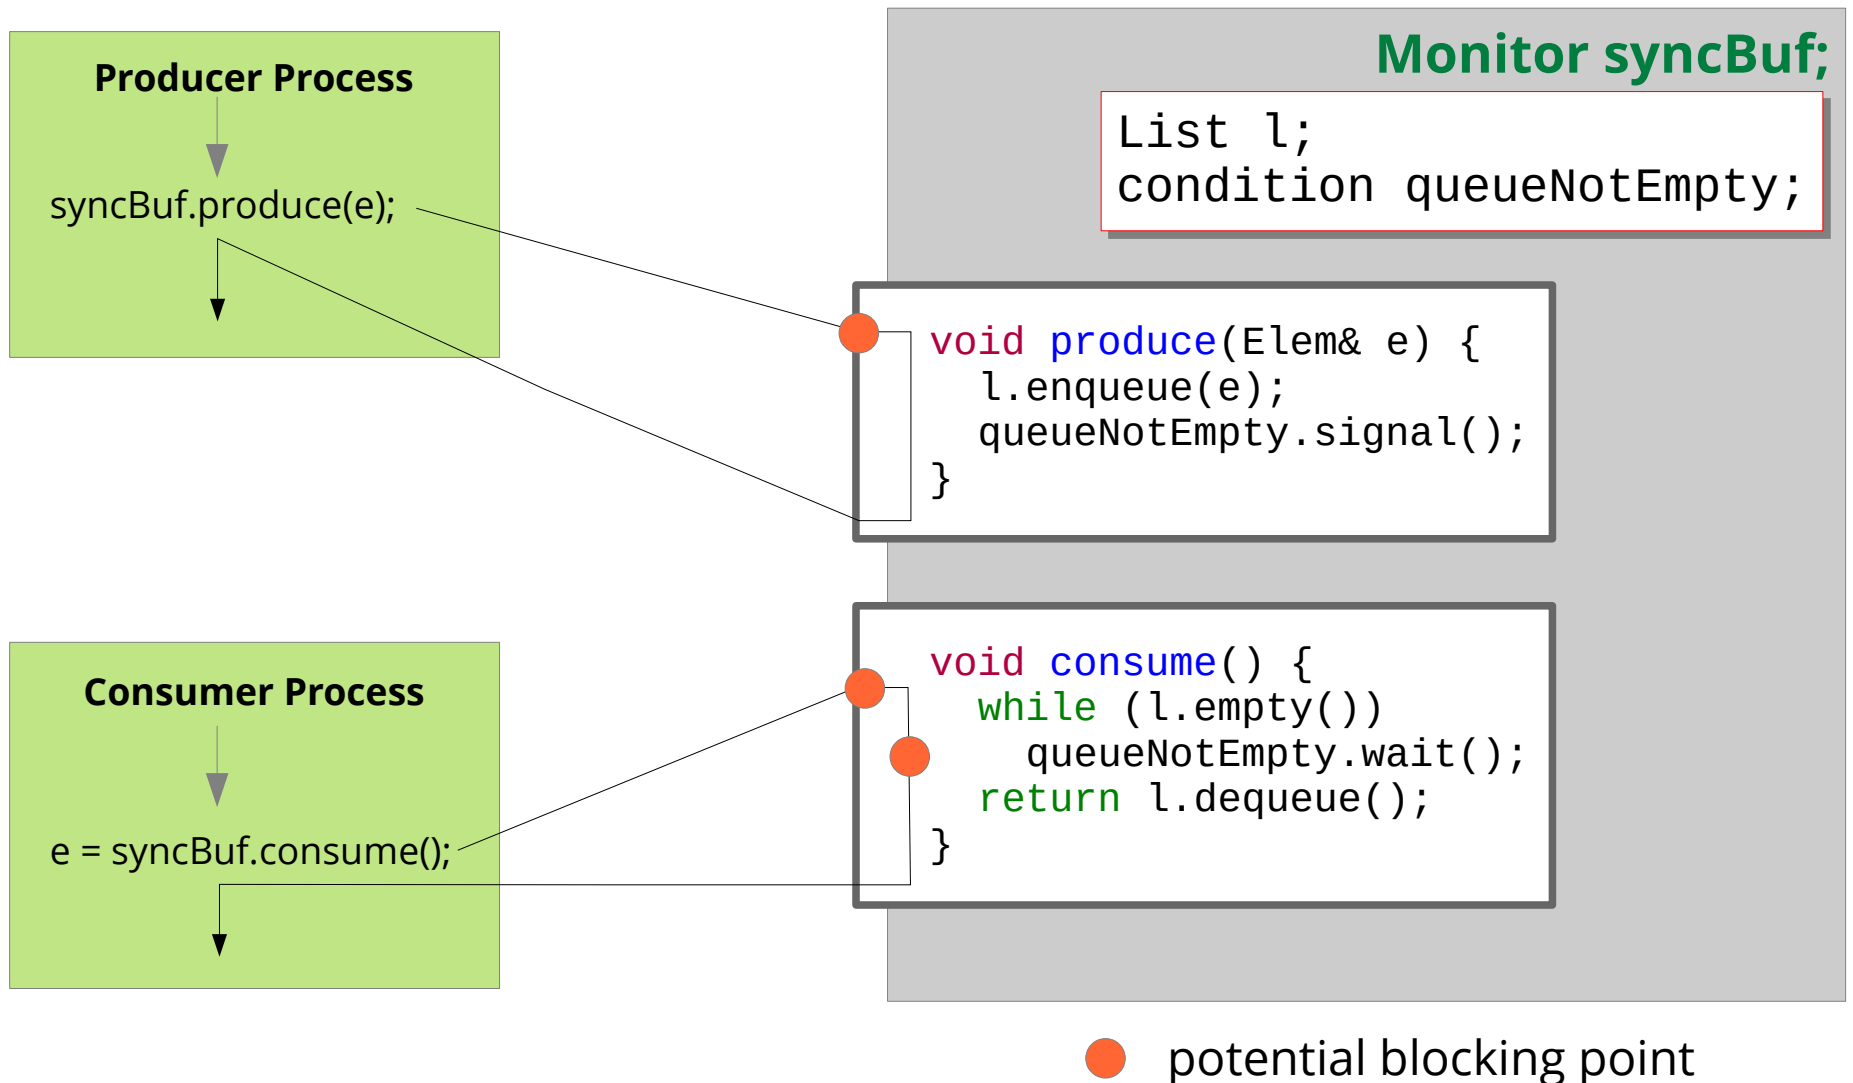 Producer Process
syncBuf.produce(e);
Monitor syncBuf;
List l;
condition queueNotEmpty;
void produce(Elem& e) {
  l.enqueue(e);
  queueNotEmpty.signal();
}
Consumer Process
e = syncBuf.consume();
void consume() {
  while (l.empty())
    queueNotEmpty.wait();
  return l.dequeue();
}
potential blocking point